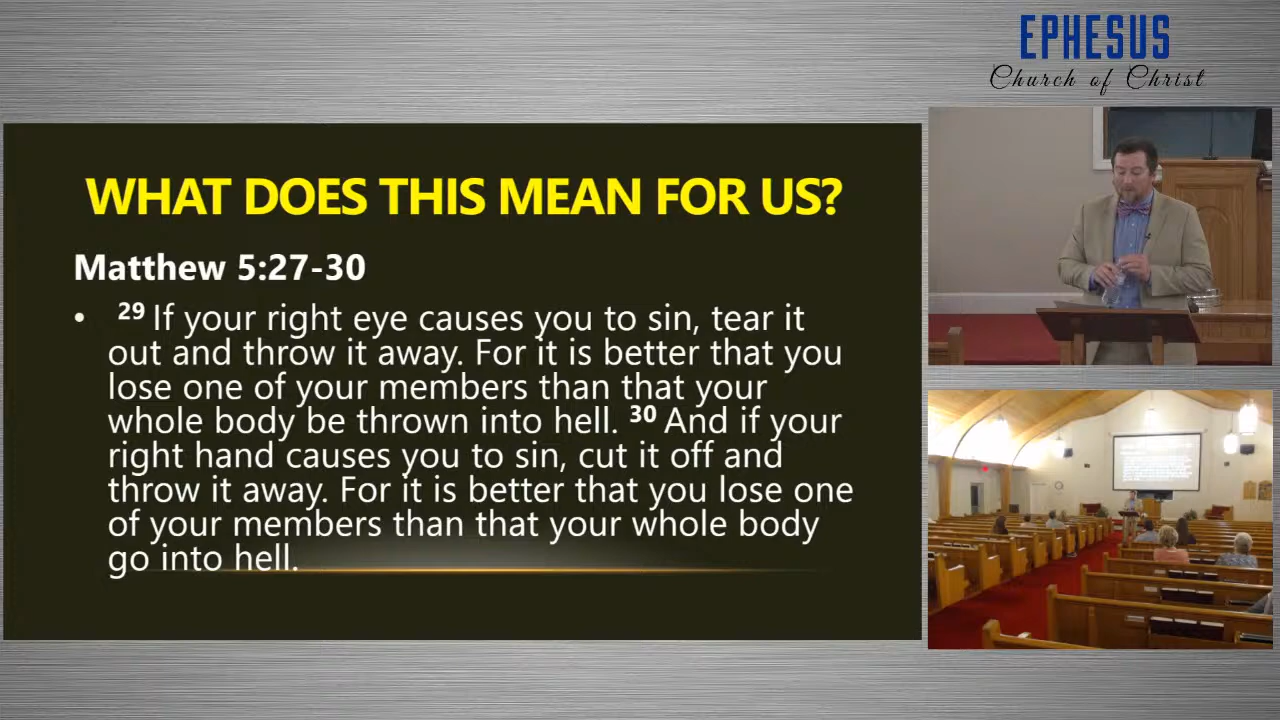 EPHESUS
Church of Christ
WHAT DOES THIS MEAN FOR US?
Matthew 5:27-30
• 29 If your right eye causes you to sin, tear it
out and throw it away. For it is better that you
lose one of your members than that your
whole body be thrown into hell. 30 And if your
right hand causes you to sin, cut it off and
throw it away. For it is better that you lose one
of your members than that your whole body
go into hell.